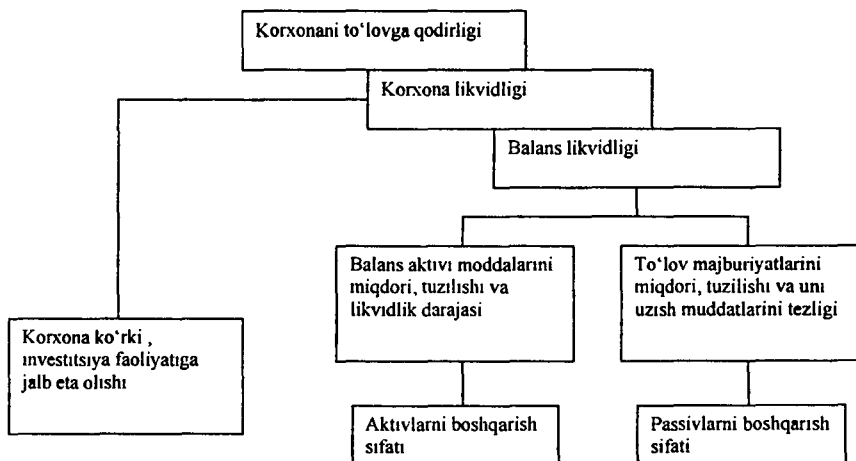 Korxonani to‘lovga qodirligi
Korxona likvidligi
Balans likvidligi
Balans aktivi moddalarini
miqdori, tuzilishi va
likvidlik darajasi
To‘lov majburiyatlarini
miqdori, tuzilishi va uni
uzish muddatlarini tezligi
Korxona ko‘rki ,
investitsiya faoliyatiga
jalb eta olishi
Aktivlarni boshqarish
sifati
Passivlarni boshqarish
sifati